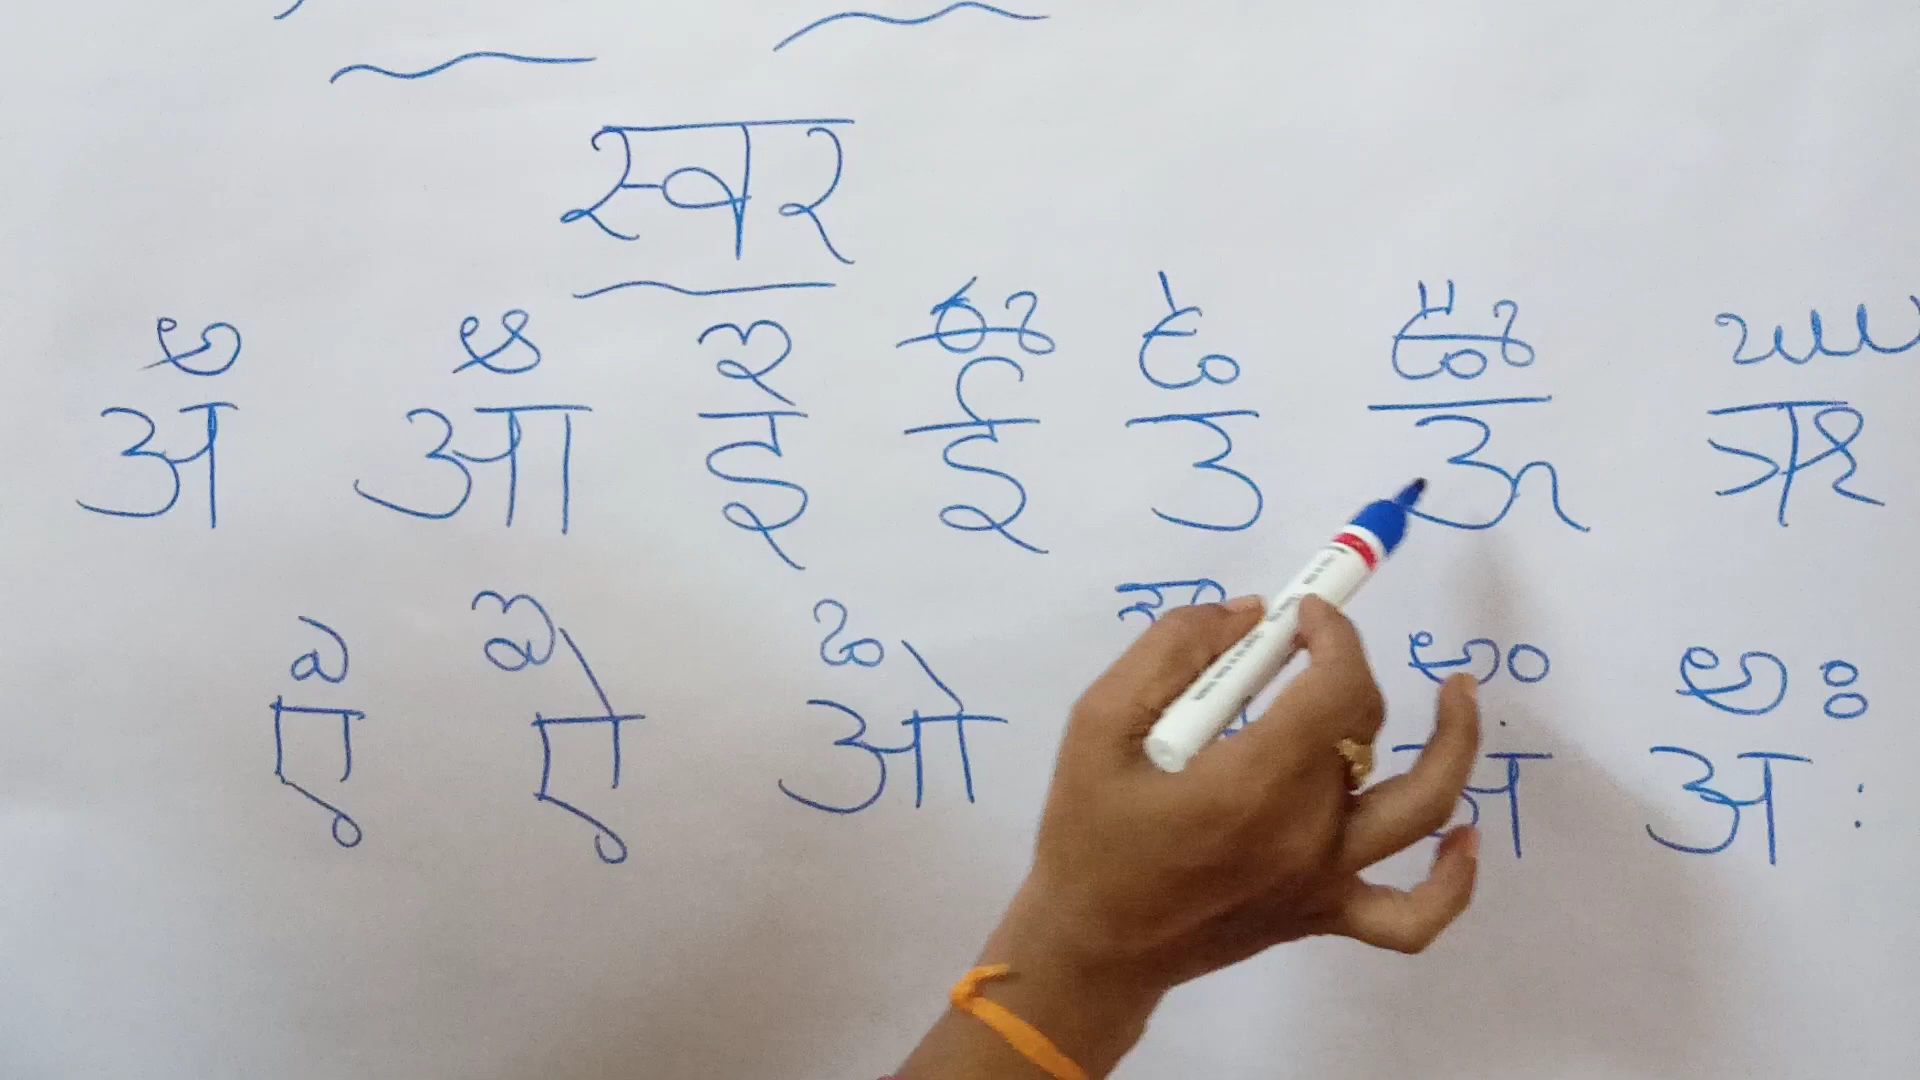 स्वर
ಅ ಆ ಇ ಈ ಉ ಊ ಋ
अ आ इ ई उ ऊ ऋ
ಎ ಐ ಒ ಅಂ ಅಃ
ए ऐ ओ अं अः